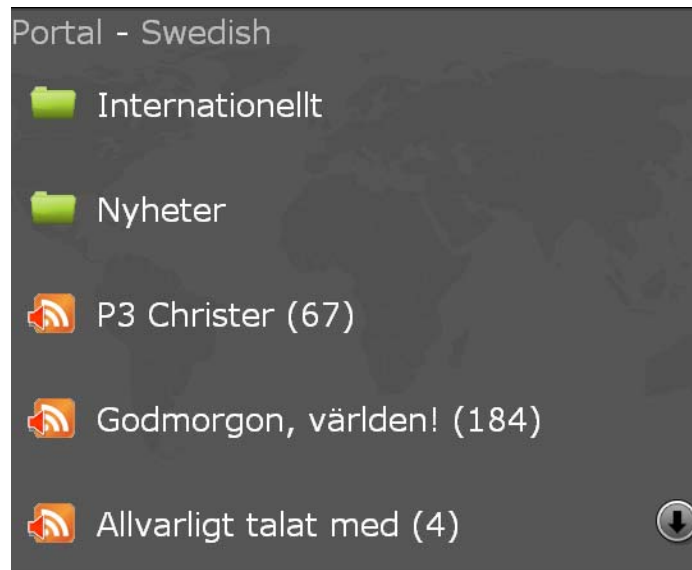 Portal - Swedish
Internationellt
Nyheter
P3 Christer (67)
Godmorgon, världen! (184)
Allvarligt talat med (4)